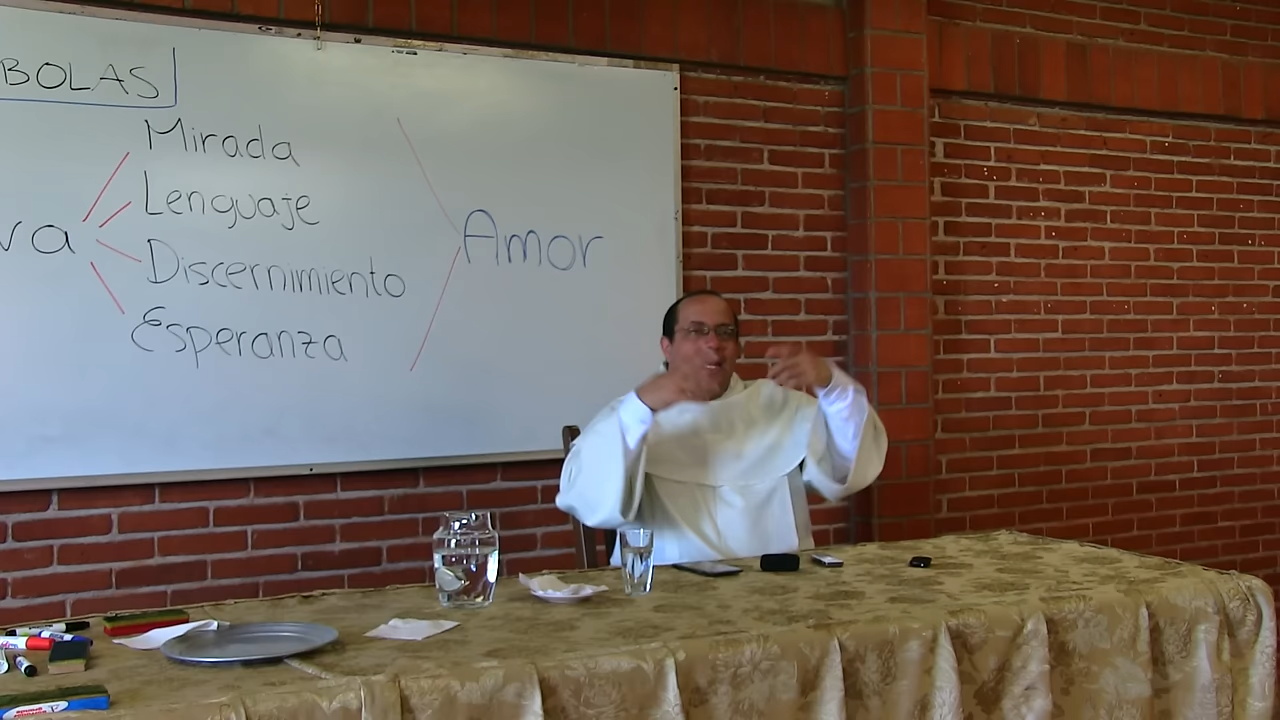 BOLAS
Mirada
Lenguaje
va
Amor
Discernimiento
Esperanza